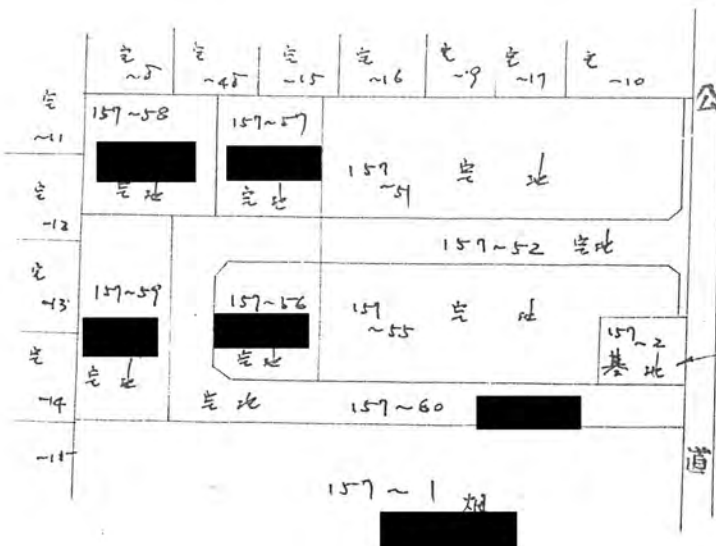 宅 ~8
宅 ~48
宅 ~15
宅 ~16
宅 ~9
宅 ~17
宅 ~10
公
宅 ~11
157~58
宅地
157~57
宅地
157~51 宅地
宅 -12
157~52 宅地
宅 ~13
157~59
宅地
157~56
宅地
157~55 宅地
157~2
墓地
宅 -14
宅地 157~60
157~1 畑
道